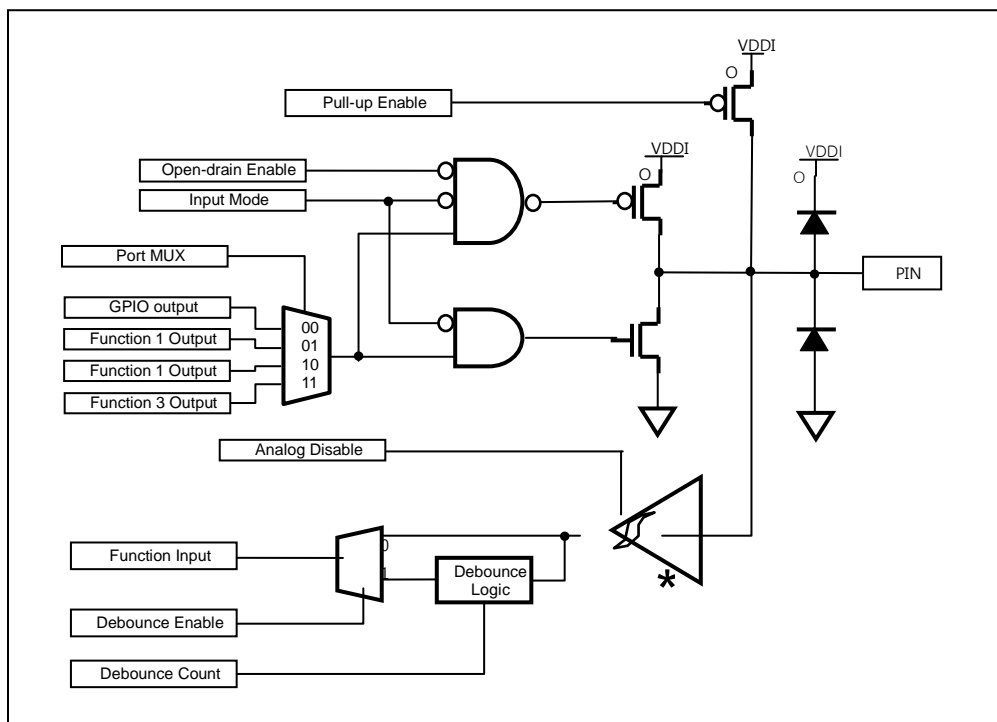 VDDI
O
Pull-up Enable
VDDI
O
VDDI
O
Open-drain Enable
Input Mode
Port MUX
PIN
GPIO output
Function 1 Output
Function 1 Output
Function 3 Output
00
01
10
11
Analog Disable
Function Input
0
1
Debounce
Logic
*
Debounce Enable
Debounce Count